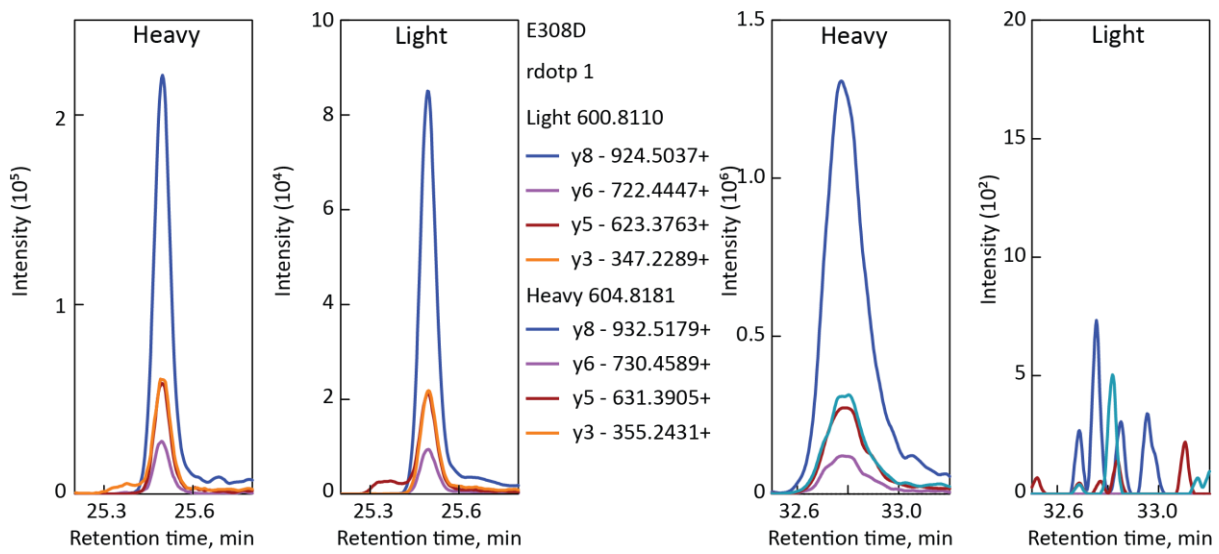 Heavy
Intensity (10⁵)
2
1
0
25.3
25.6
Retention time, min
Light
Intensity (10⁴)
10
8
6
4
2
0
25.3
25.6
Retention time, min
E308D
rdotp 1
Light 600.8110
y8 - 924.5037+
y6 - 722.4447+
y5 - 623.3763+
y3 - 347.2289+
Heavy 604.8181
y8 - 932.5179+
y6 - 730.4589+
y5 - 631.3905+
y3 - 355.2431+
Heavy
Intensity (10⁶)
1.5
1.0
0.5
0
32.6
33.0
Retention time, min
Light
Intensity (10²)
20
15
10
5
0
32.6
33.0
Retention time, min